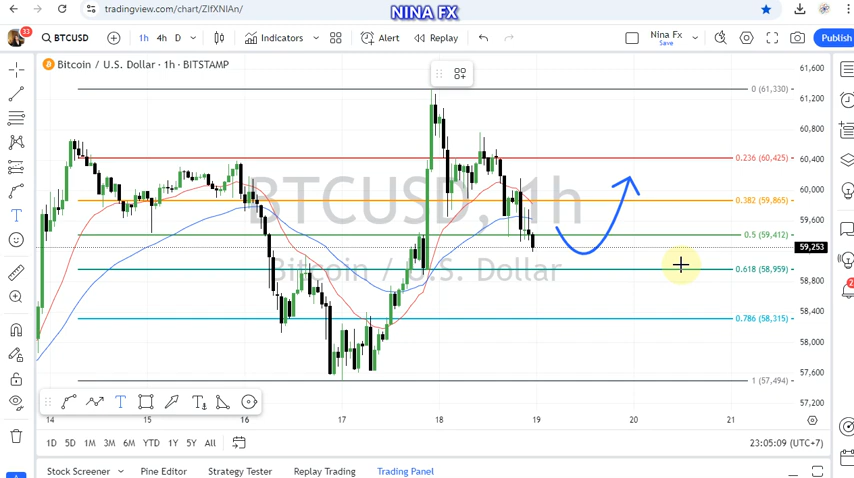 NINA FX
tradingview.com/chart/ZIfXNIAn/
33
BTCUSD
1h 4h D
Indicators
Alert
Replay
Nina Fx
Save
Publish
Bitcoin / U.S. Dollar · 1h · BITSTAMP
BTCUSD, 1h
Bitcoin / U.S. Dollar
0 (61,330)
0.236 (60,425)
0.382 (59,865)
0.5 (59,412)
0.618 (58,959)
0.786 (58,315)
1 (57,494)
61,600
61,200
60,800
60,400
60,000
59,600
59,253
58,800
58,400
58,000
57,600
57,200
2
14 15 16 17 18 19 20 21
1D 5D 1M 3M 6M YTD 1Y 5Y All
23:05:09 (UTC+7)
Stock Screener Pine Editor Strategy Tester Replay Trading Trading Panel